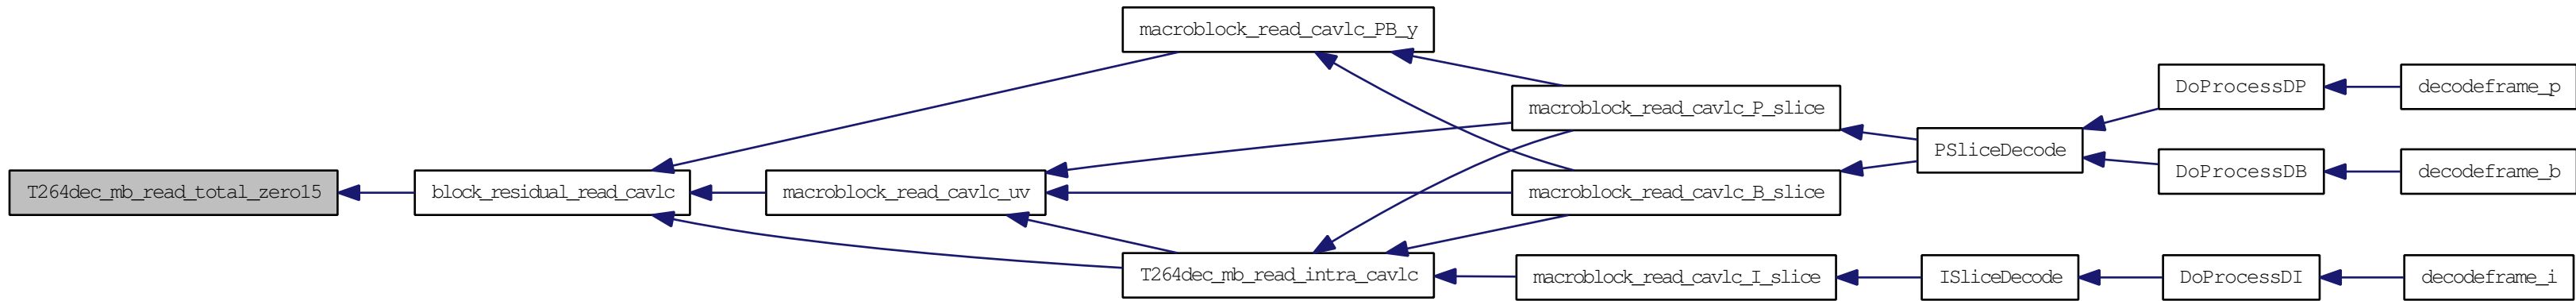 macroblock_read_cavlc_PB_y
T264dec_mb_read_total_zero15
block_residual_read_cavlc
macroblock_read_cavlc_uv
T264dec_mb_read_intra_cavlc
macroblock_read_cavlc_P_slice
macroblock_read_cavlc_B_slice
macroblock_read_cavlc_I_slice
PSliceDecode
ISliceDecode
DoProcessDP
DoProcessDB
DoProcessDI
decodeframe_p
decodeframe_b
decodeframe_i